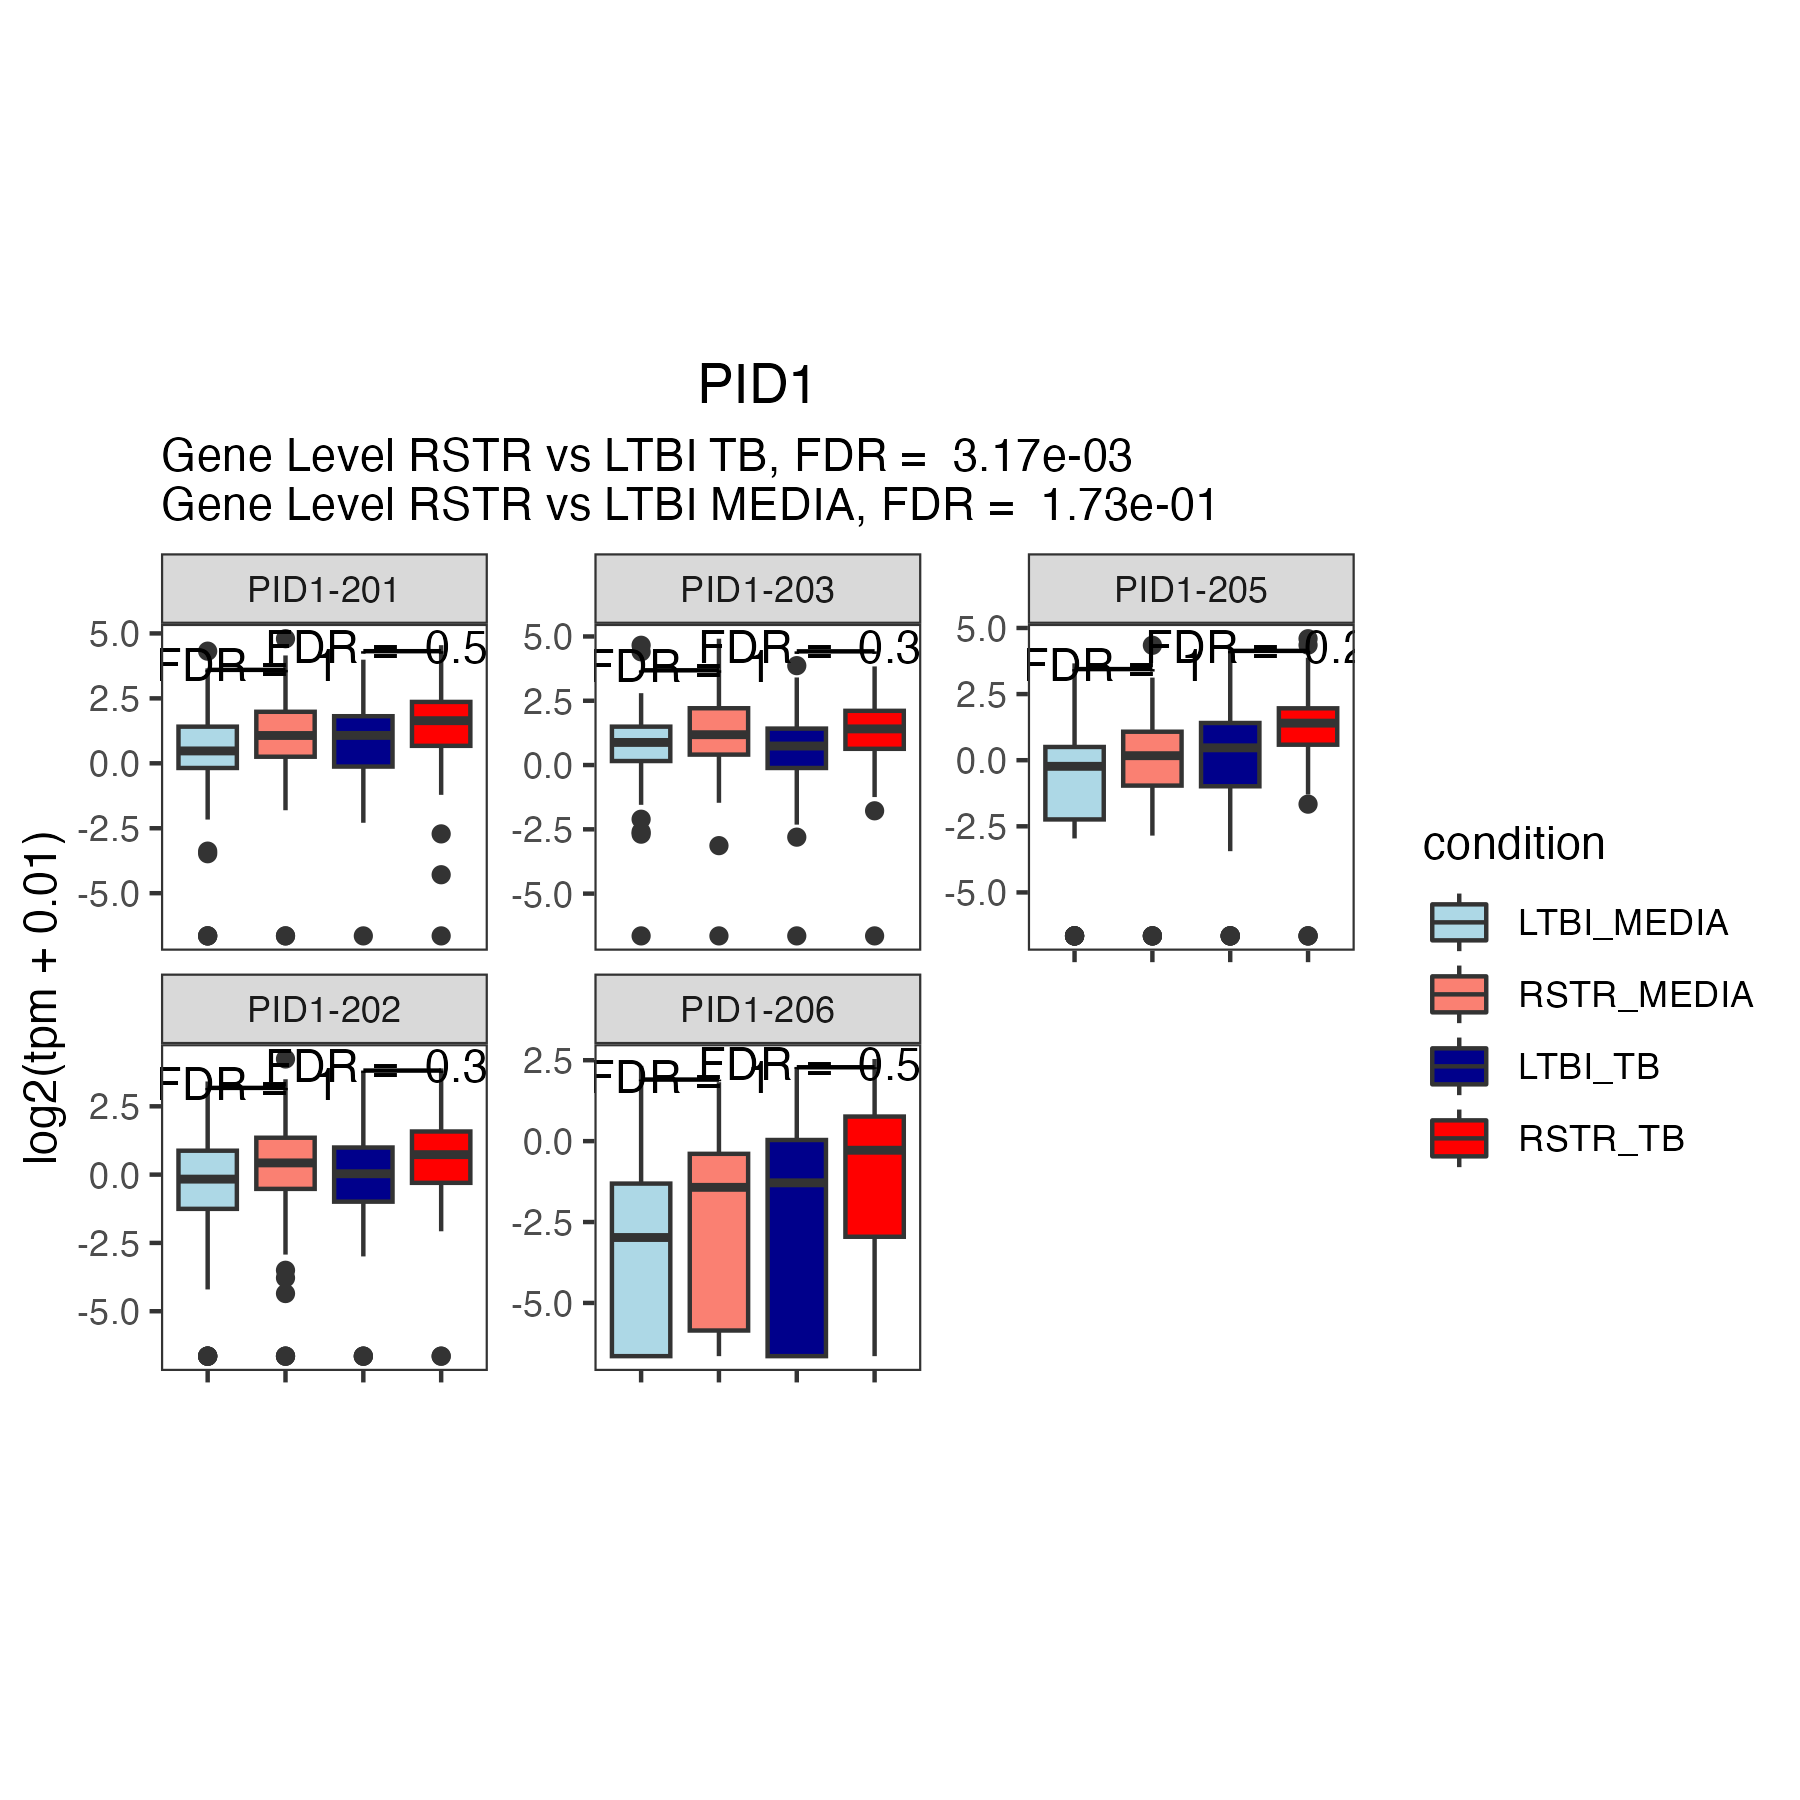 PID1
Gene Level RSTR vs LTBI TB, FDR = 3.17e-03
Gene Level RSTR vs LTBI MEDIA, FDR = 1.73e-01
log2(tpm + 0.01)
PID1-201
5.0
2.5
0.0
-2.5
-5.0
FDR = 1
FDR = 0.5
PID1-203
5.0
2.5
0.0
-2.5
-5.0
FDR = 1
FDR = 0.3
PID1-205
5.0
2.5
0.0
-2.5
-5.0
FDR = 1
FDR = 0.2
PID1-202
2.5
0.0
-2.5
-5.0
FDR = 1
FDR = 0.3
PID1-206
2.5
0.0
-2.5
-5.0
FDR = 1
FDR = 0.5
condition
LTBI_MEDIA
RSTR_MEDIA
LTBI_TB
RSTR_TB